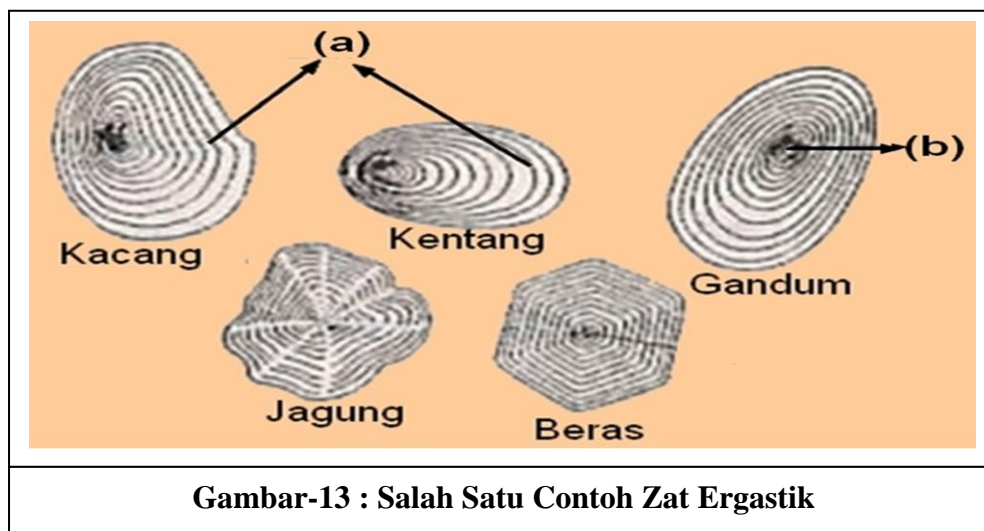 (a)
Kacang
Kentang
(b)
Gandum
Jagung
Beras
Gambar-13 : Salah Satu Contoh Zat Ergastik